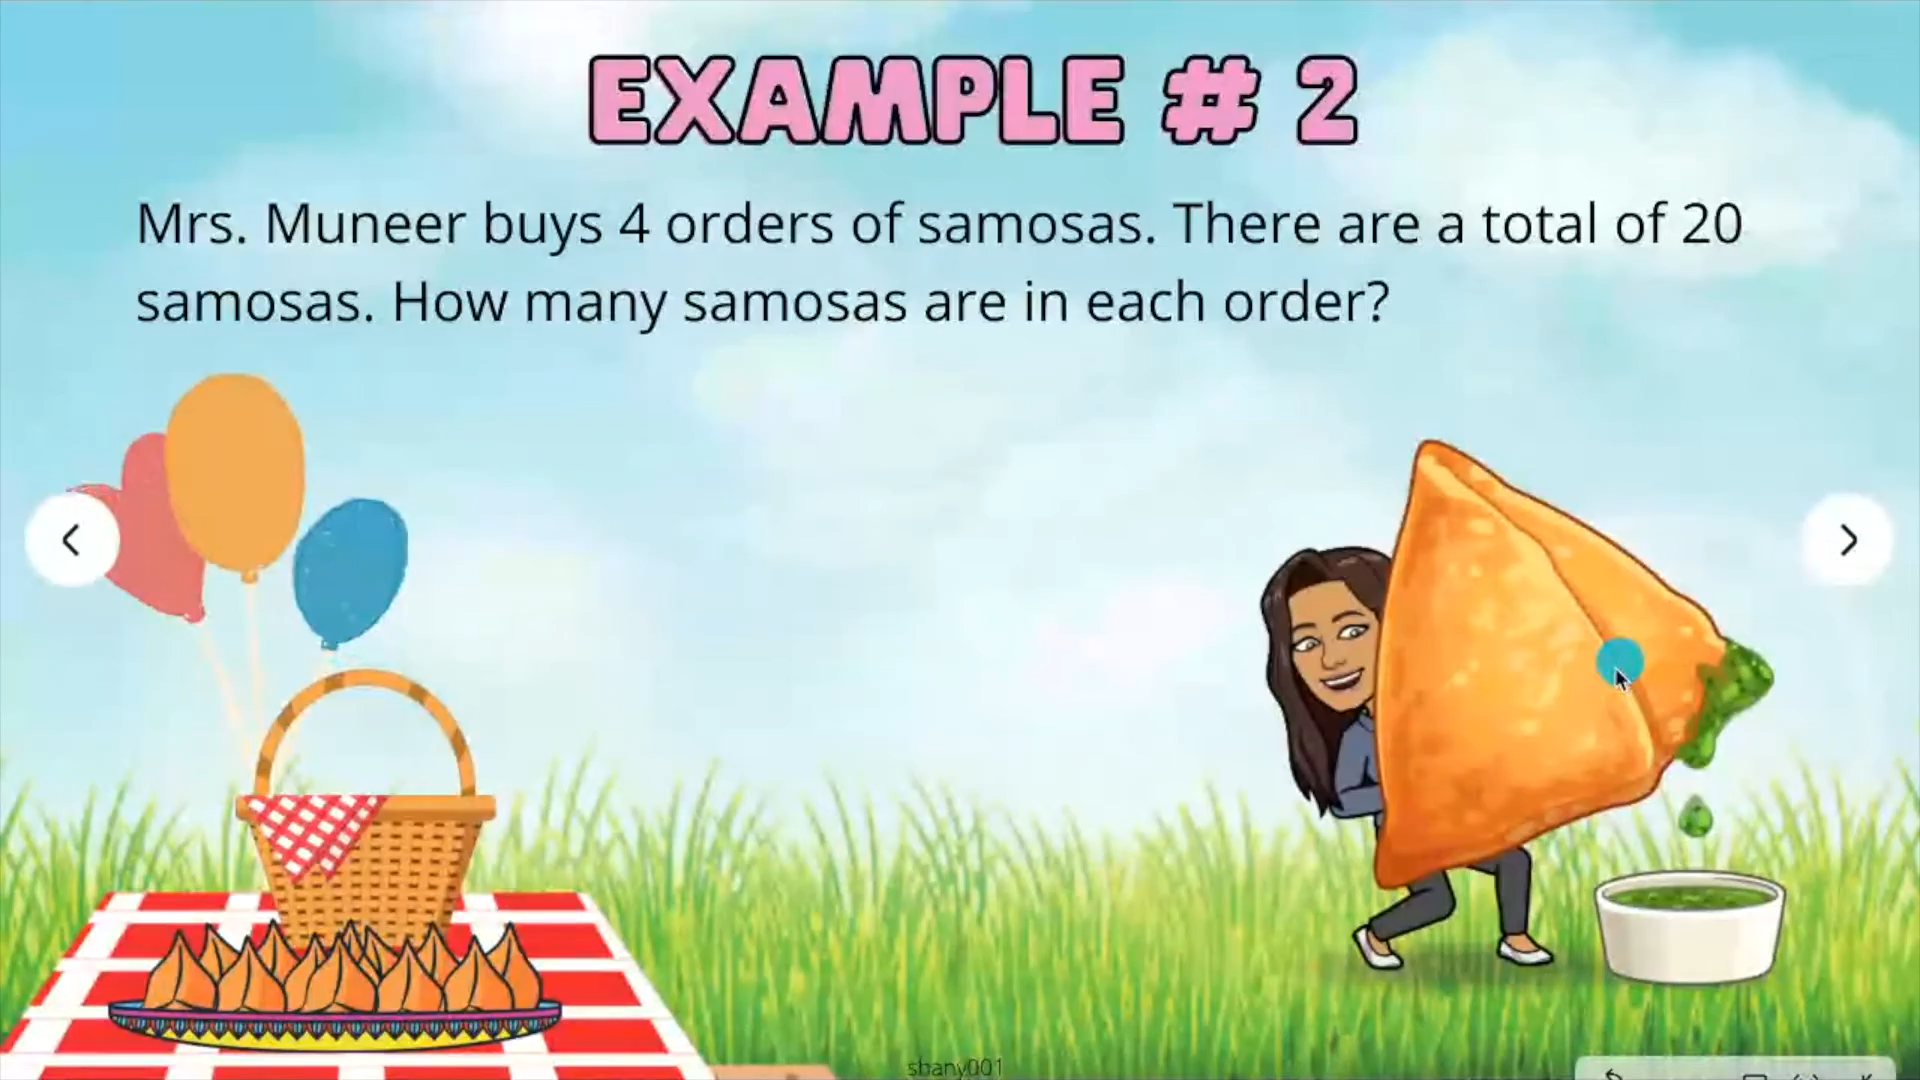 EXAMPLE # 2
Mrs. Muneer buys 4 orders of samosas. There are a total of 20
samosas. How many samosas are in each order?
shany001